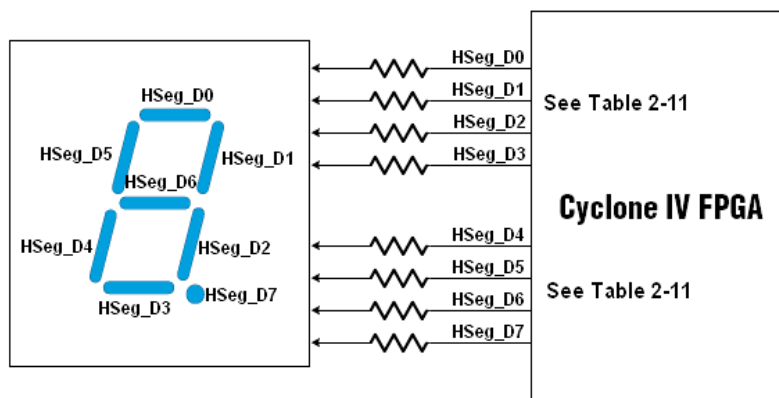 HSeg_D0
HSeg_D5
HSeg_D1
HSeg_D6
HSeg_D4
HSeg_D2
HSeg_D3
HSeg_D7
HSeg_D0
HSeg_D1
HSeg_D2
HSeg_D3
HSeg_D4
HSeg_D5
HSeg_D6
HSeg_D7
See Table 2-11
Cyclone IV FPGA
See Table 2-11